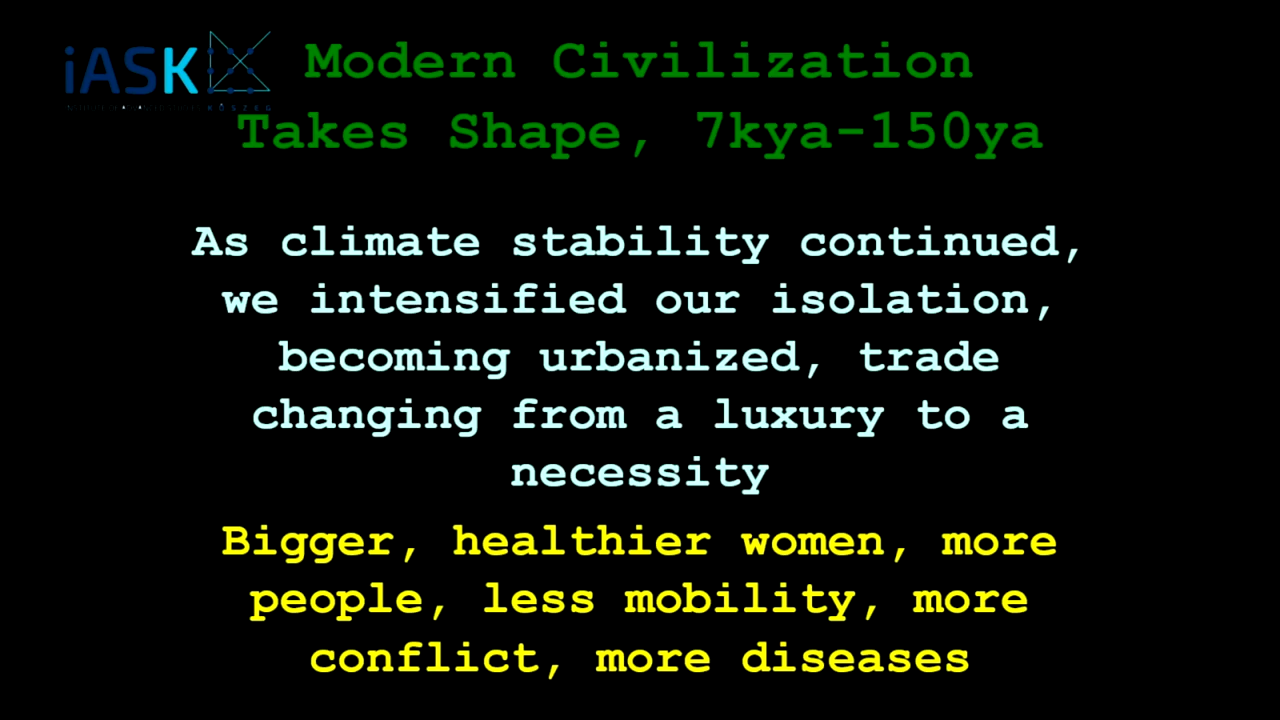 iASK
KŐSZEG
Modern Civilization
Takes Shape, 7kya-150ya
As climate stability continued,
we intensified our isolation,
becoming urbanized, trade
changing from a luxury to a
necessity
Bigger, healthier women, more
people, less mobility, more
conflict, more diseases